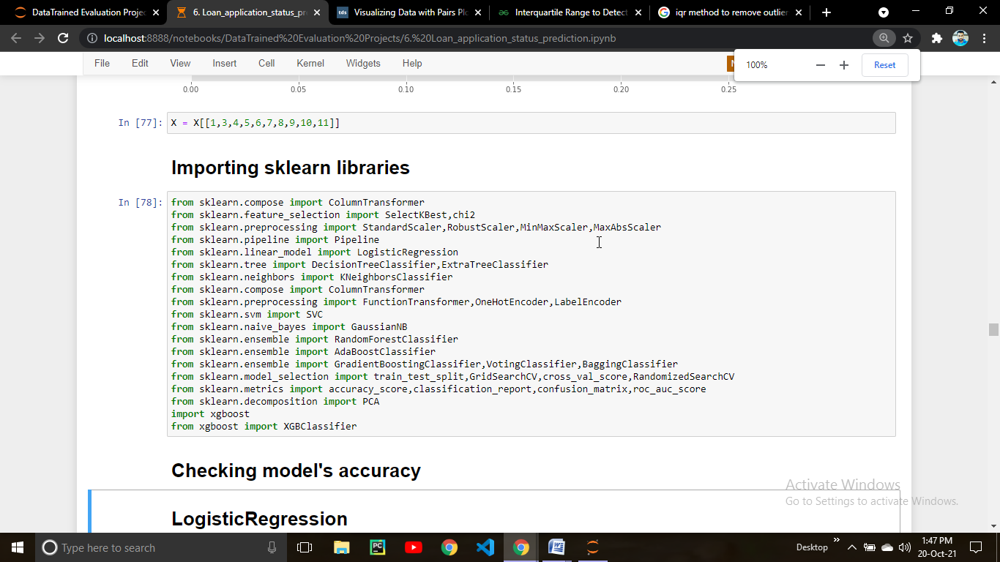 DataTrained Evaluation Projec
6. Loan_application_status_pr
Visualizing Data with Pairs Plo
Interquartile Range to Detect
iqr method to remove outlier
localhost:8888/notebooks/DataTrained%20Evaluation%20Projects/6.%20Loan_application_status_prediction.ipynb
File Edit View Insert Cell Kernel Widgets Help
100% Reset
0.00 0.05 0.10 0.15 0.20 0.25
In [77]: X = X[[1,3,4,5,6,7,8,9,10,11]]
Importing sklearn libraries
In [78]: from sklearn.compose import ColumnTransformer
from sklearn.feature_selection import SelectKBest,chi2
from sklearn.preprocessing import StandardScaler,RobustScaler,MinMaxScaler,MaxAbsScaler
from sklearn.pipeline import Pipeline
from sklearn.linear_model import LogisticRegression
from sklearn.tree import DecisionTreeClassifier,ExtraTreeClassifier
from sklearn.neighbors import KNeighborsClassifier
from sklearn.compose import ColumnTransformer
from sklearn.preprocessing import FunctionTransformer,OneHotEncoder,LabelEncoder
from sklearn.svm import SVC
from sklearn.naive_bayes import GaussianNB
from sklearn.ensemble import RandomForestClassifier
from sklearn.ensemble import AdaBoostClassifier
from sklearn.ensemble import GradientBoostingClassifier,VotingClassifier,BaggingClassifier
from sklearn.model_selection import train_test_split,GridSearchCV,cross_val_score,RandomizedSearchCV
from sklearn.metrics import accuracy_score,classification_report,confusion_matrix,roc_auc_score
from sklearn.decomposition import PCA
import xgboost
from xgboost import XGBClassifier
Checking model's accuracy
LogisticRegression
Activate Windows
Go to Settings to activate Windows.
Type here to search
Desktop
1:47 PM
20-Oct-21